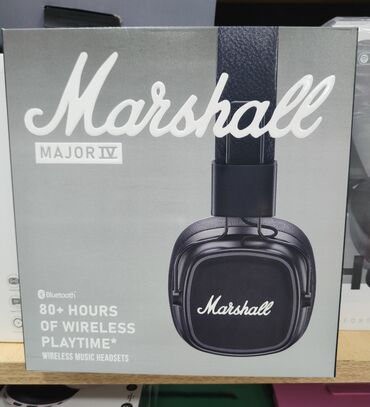 Marshall
MAJOR IV
Marshall
Bluetooth
80+ HOURS
OF WIRELESS
PLAYTIME*
WIRELESS MUSIC HEADSETS